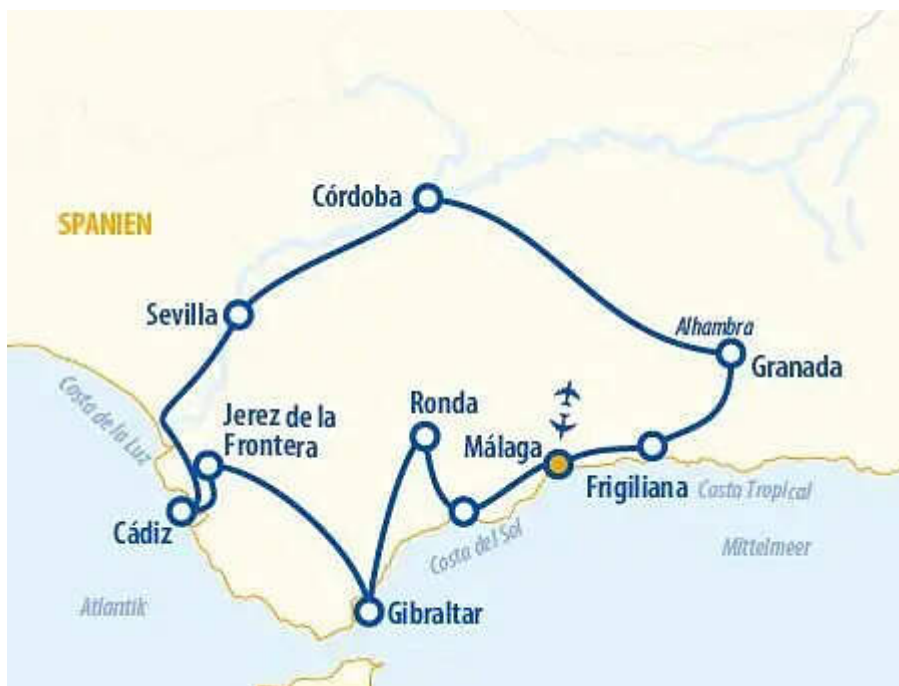 Córdoba
SPANIEN
Sevilla
Alhambra
Granada
Costa de la Luz
Jerez de la
Frontera
Ronda
Málaga
Frigiliana
Costa Tropical
Cádiz
Costa del Sol
Mittelmeer
Atlantik
Gibraltar